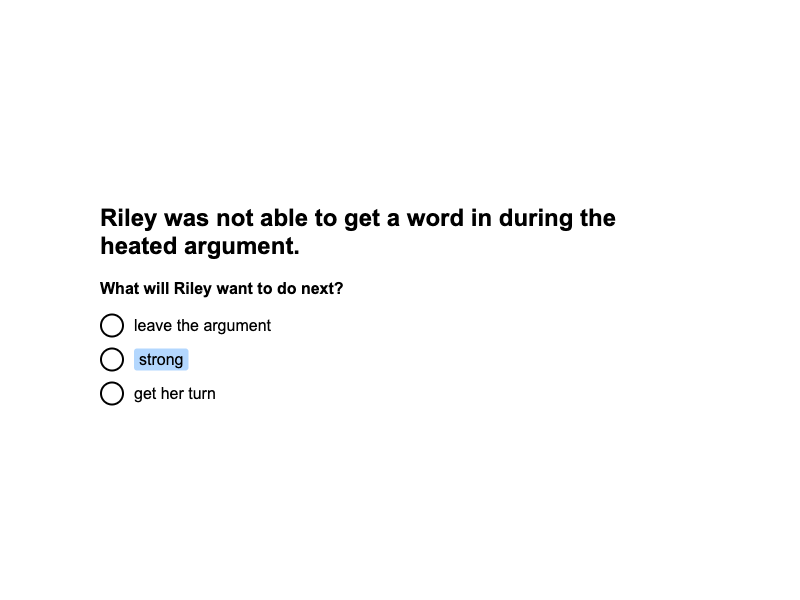 Riley was not able to get a word in during the
heated argument.
What will Riley want to do next?
leave the argument
strong
get her turn